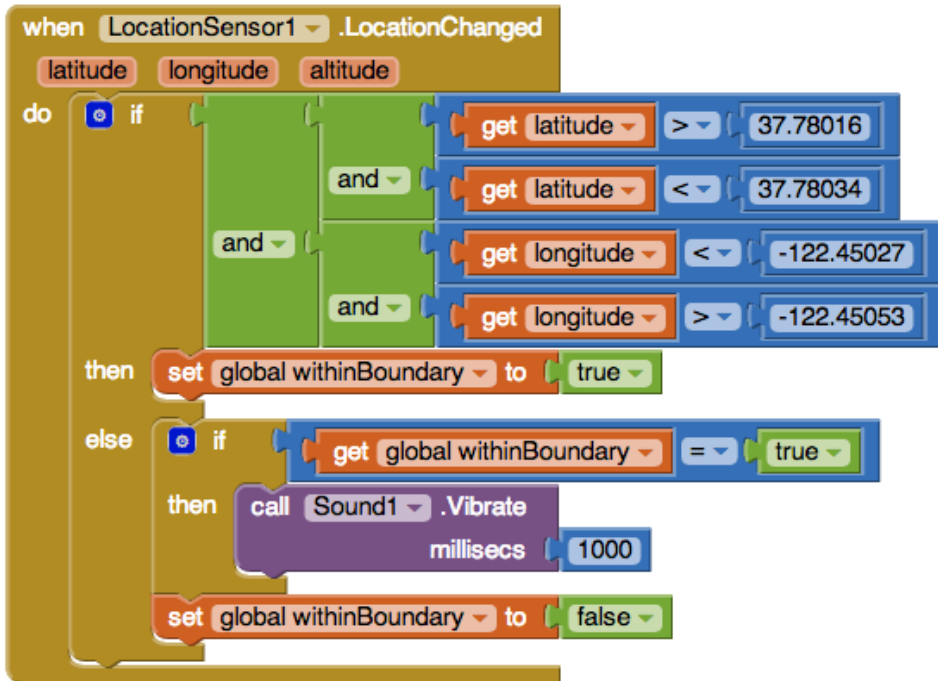 when LocationSensor1 .LocationChanged
latitude longitude altitude
do if get latitude > 37.78016
and get latitude < 37.78034
and get longitude < -122.45027
and get longitude > -122.45053
then set global withinBoundary to true
else if get global withinBoundary = true
then call Sound1 .Vibrate
millisecs 1000
set global withinBoundary to false